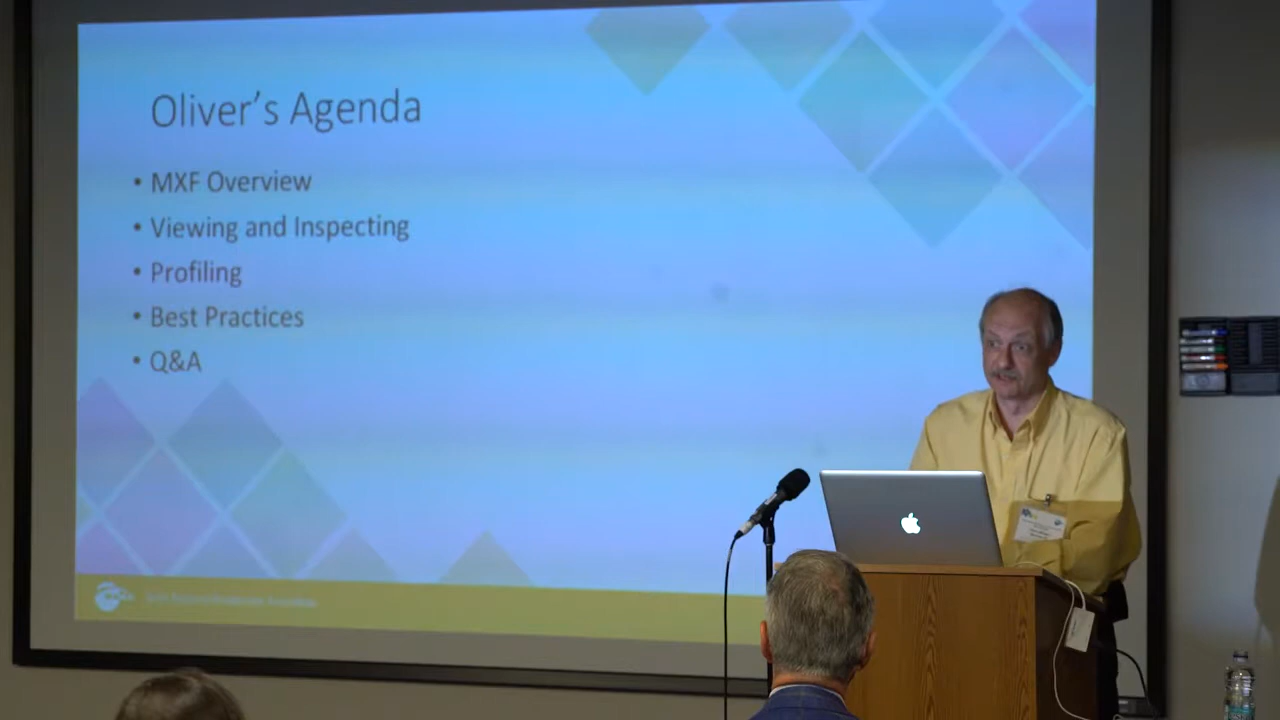 Oliver's Agenda
• MXF Overview
• Viewing and Inspecting
• Profiling
• Best Practices
• Q&A